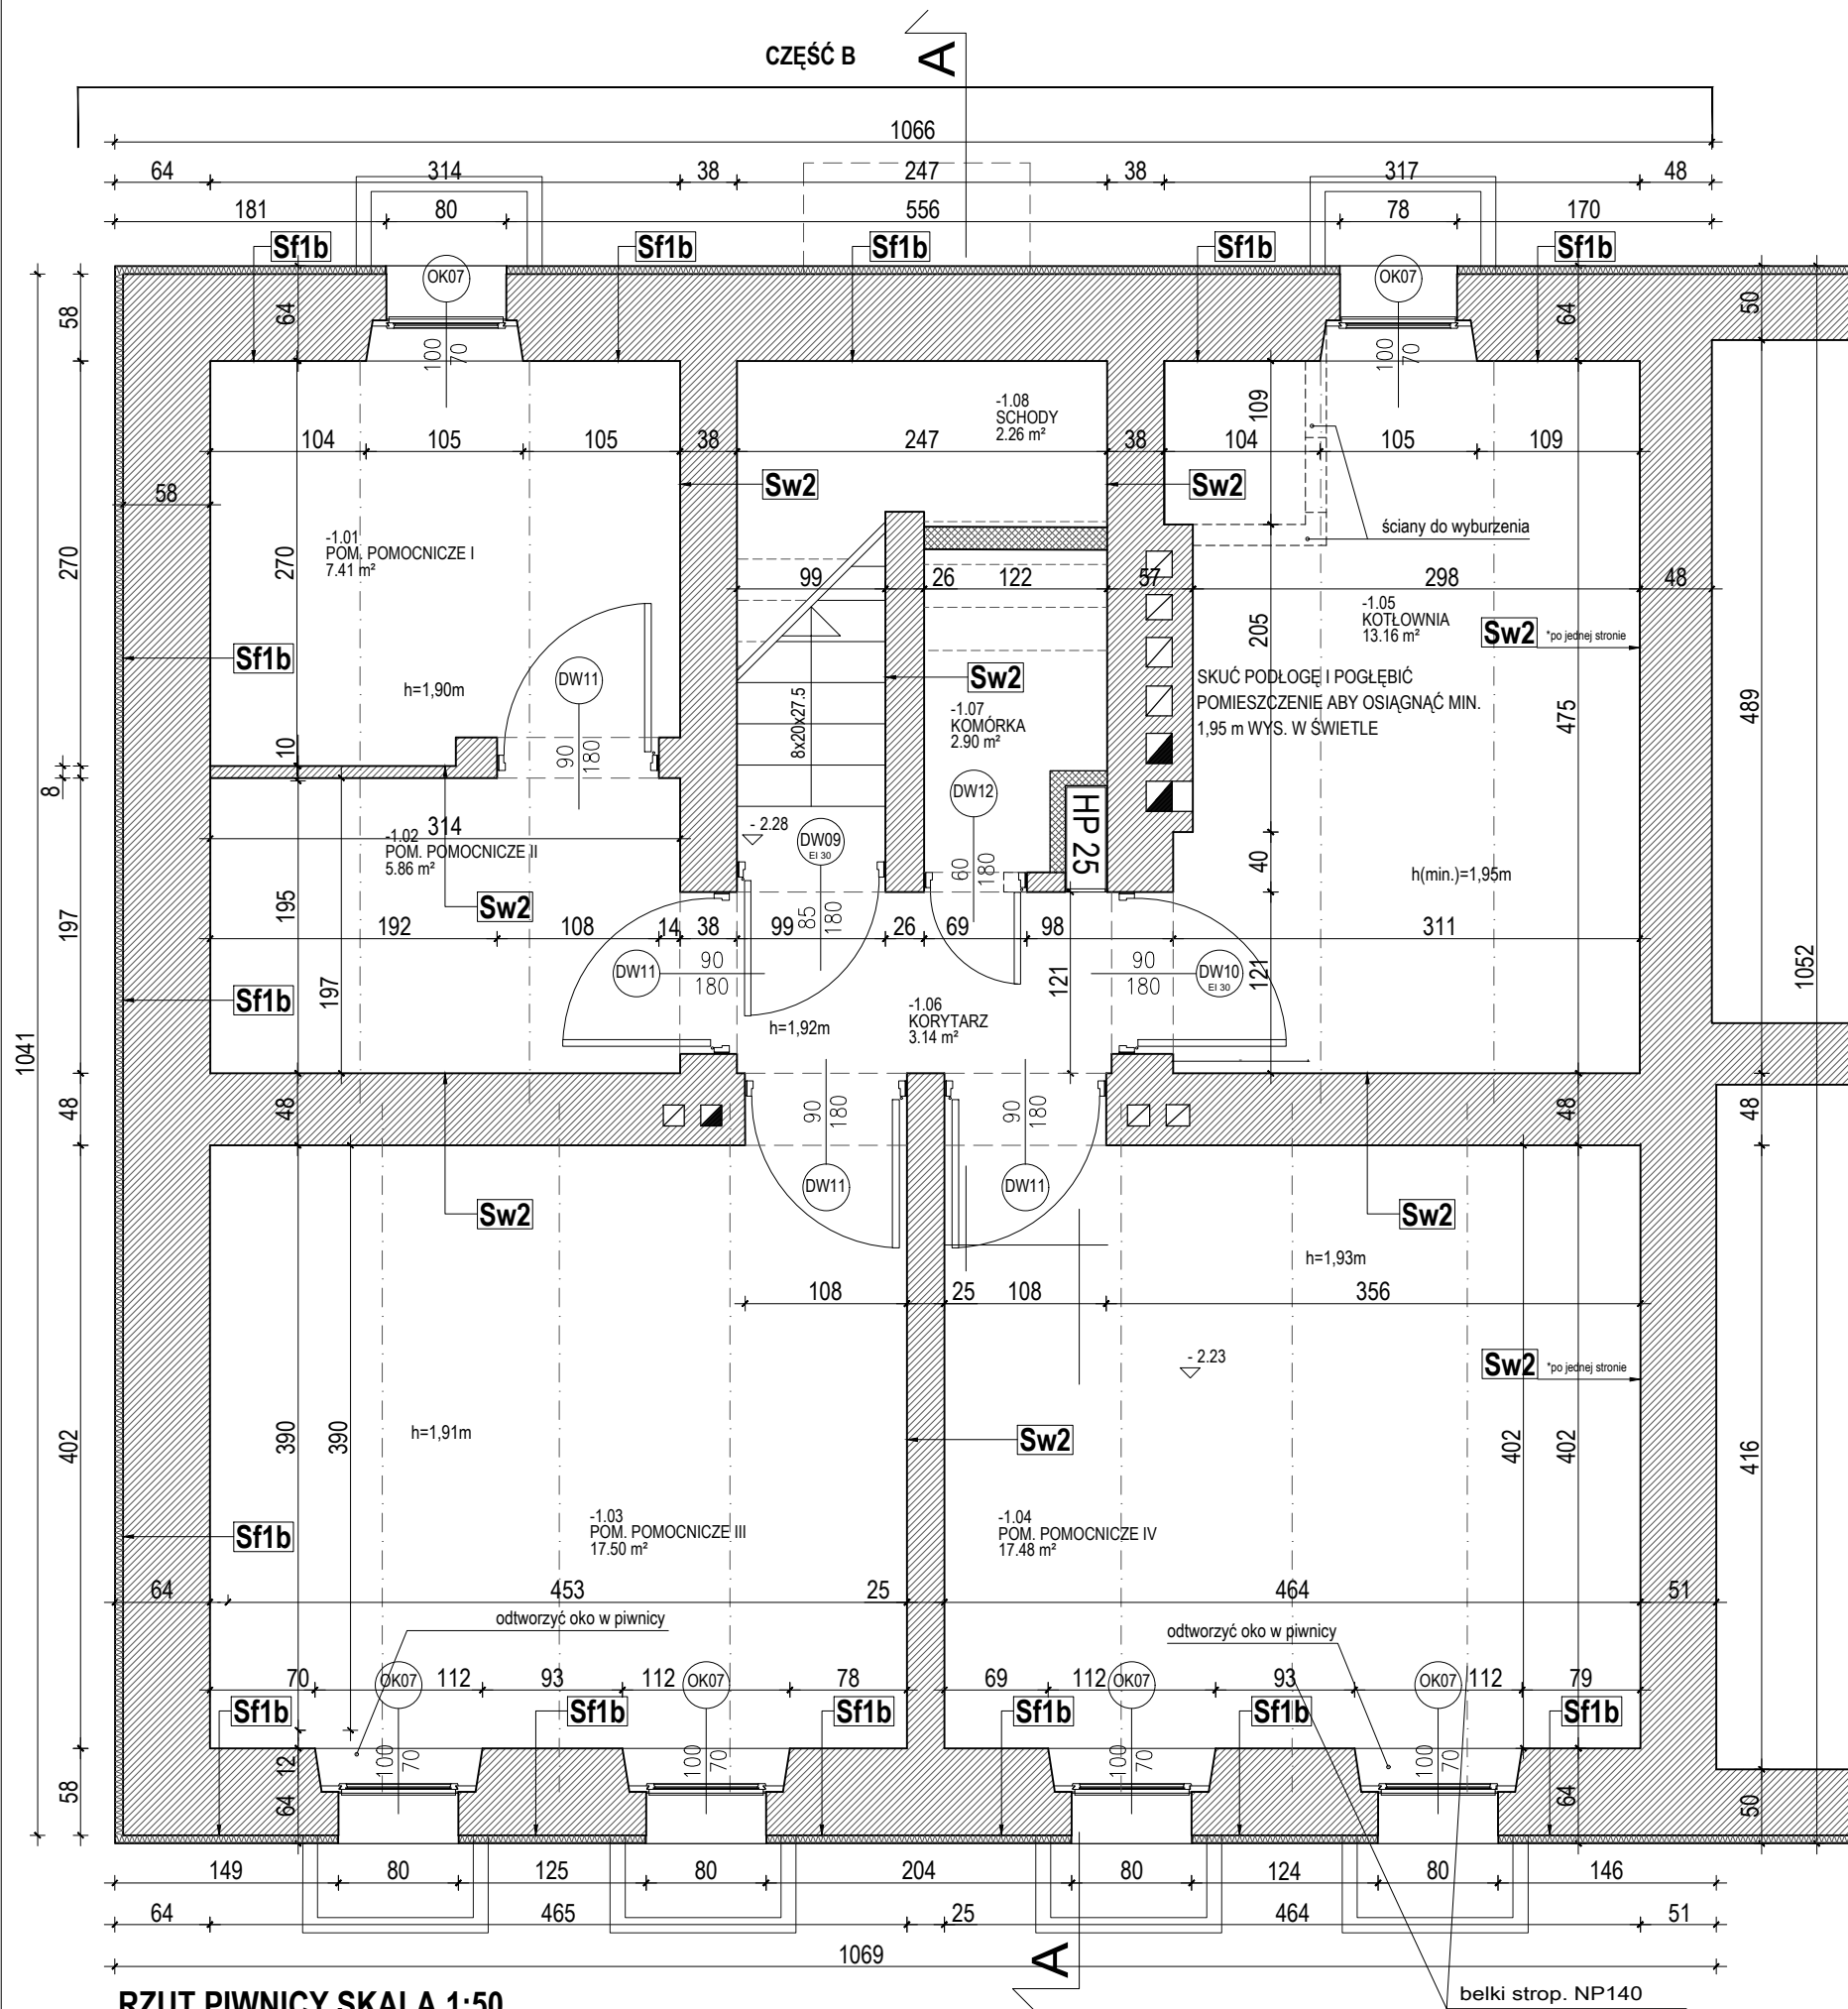 CZĘŚĆ B
A
1066
64 314 38 247 38 317 48
181 80 556 78 170
Sf1b Sf1b Sf1b Sf1b Sf1b
OK07 OK07
58 64 64 50
100 70 100 70
-1.08
SCHODY
2.26 m²
109
104 105 105 38 247 38 104 105 109
58 Sw2 Sw2
ściany do wyburzenia
-1.01
POM. POMOCNICZE I
7.41 m²
270 270
99 26 122 57 298 48
-1.05
KOTŁOWNIA
13.16 m²
205
Sw2 *po jednej stronie
Sf1b
h=1,90m
DW11
Sw2
SKUĆ PODŁOGĘ I POGŁĘBIĆ
POMIESZCZENIE ABY OSIĄGNĄĆ MIN.
1,95 m WYS. W ŚWIETLE
8x20x27.5
-1.07
KOMÓRKA
2.90 m²
475 489
10 90 180
8
DW12
HP 25
314
-1.02
POM. POMOCNICZE II
5.86 m²
- 2.28
DW09
EI 30
60 180
40
h(min.)=1,95m
Sw2
197 195
192 108 14 38 99 26 69 98 311
85 180
DW11 90 180
90 180 DW10
EI 30
121 121
197
Sf1b
h=1,92m
-1.06
KORYTARZ
3.14 m²
1041 1052
48 48 48 48
90 180 90 180
DW11 DW11
Sw2 Sw2
h=1,93m
108 25 108 356
- 2.23
Sw2 *po jednej stronie
h=1,91m
402 390 390 402 402 416
Sw2
-1.03
POM. POMOCNICZE III
17.50 m²
-1.04
POM. POMOCNICZE IV
17.48 m²
Sf1b
64 453 25 464 51
odtworzyć oko w piwnicy
odtworzyć oko w piwnicy
70 OK07 112 93 112 OK07 78 69 112 OK07 93 OK07 112 79
Sf1b Sf1b Sf1b Sf1b Sf1b Sf1b
58 12 64 100 70 100 70 100 70 100 70 64 50
149 80 125 80 204 80 124 80 146
64 465 25 464 51
1069
A
belki strop. NP140
RZUT PIWNICY SKALA 1:50